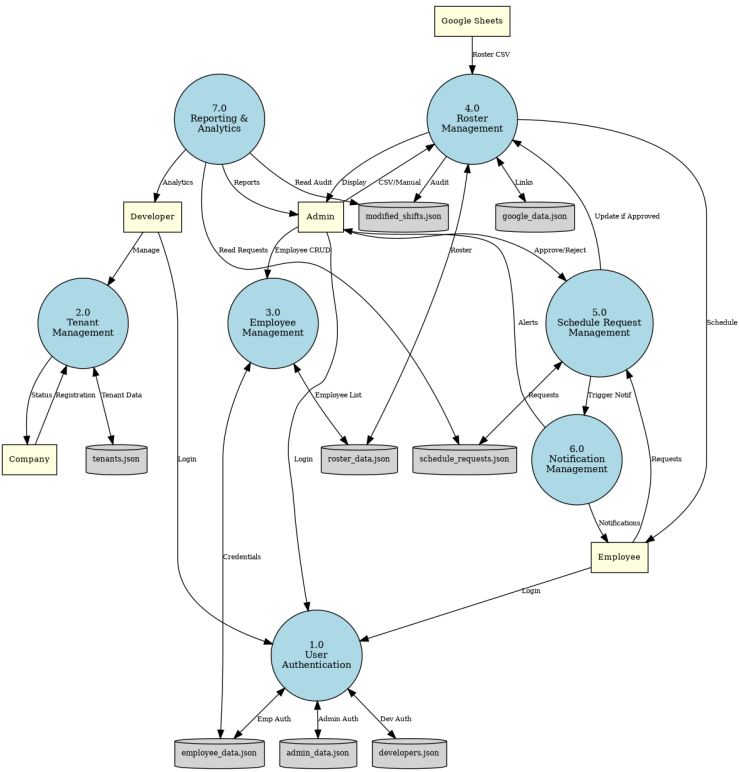 Google Sheets
Roster CSV
7.0
Reporting &
Analytics
4.0
Roster
Management
Analytics
Reports
Read Audit
Display
CSV/Manual
Audit
Links
Developer
Admin
modified_shifts.json
google_data.json
Update if Approved
Manage
Read Requests
Employee CRUD
Roster
Approve/Reject
2.0
Tenant
Management
3.0
Employee
Management
5.0
Schedule Request
Management
Alerts
Schedule
Status
Registration
Tenant Data
Employee List
Requests
Trigger Notif
Company
tenants.json
Login
Login
roster_data.json
schedule_requests.json
6.0
Notification
Management
Requests
Notifications
Credentials
Employee
Login
1.0
User
Authentication
Emp Auth
Admin Auth
Dev Auth
employee_data.json
admin_data.json
developers.json